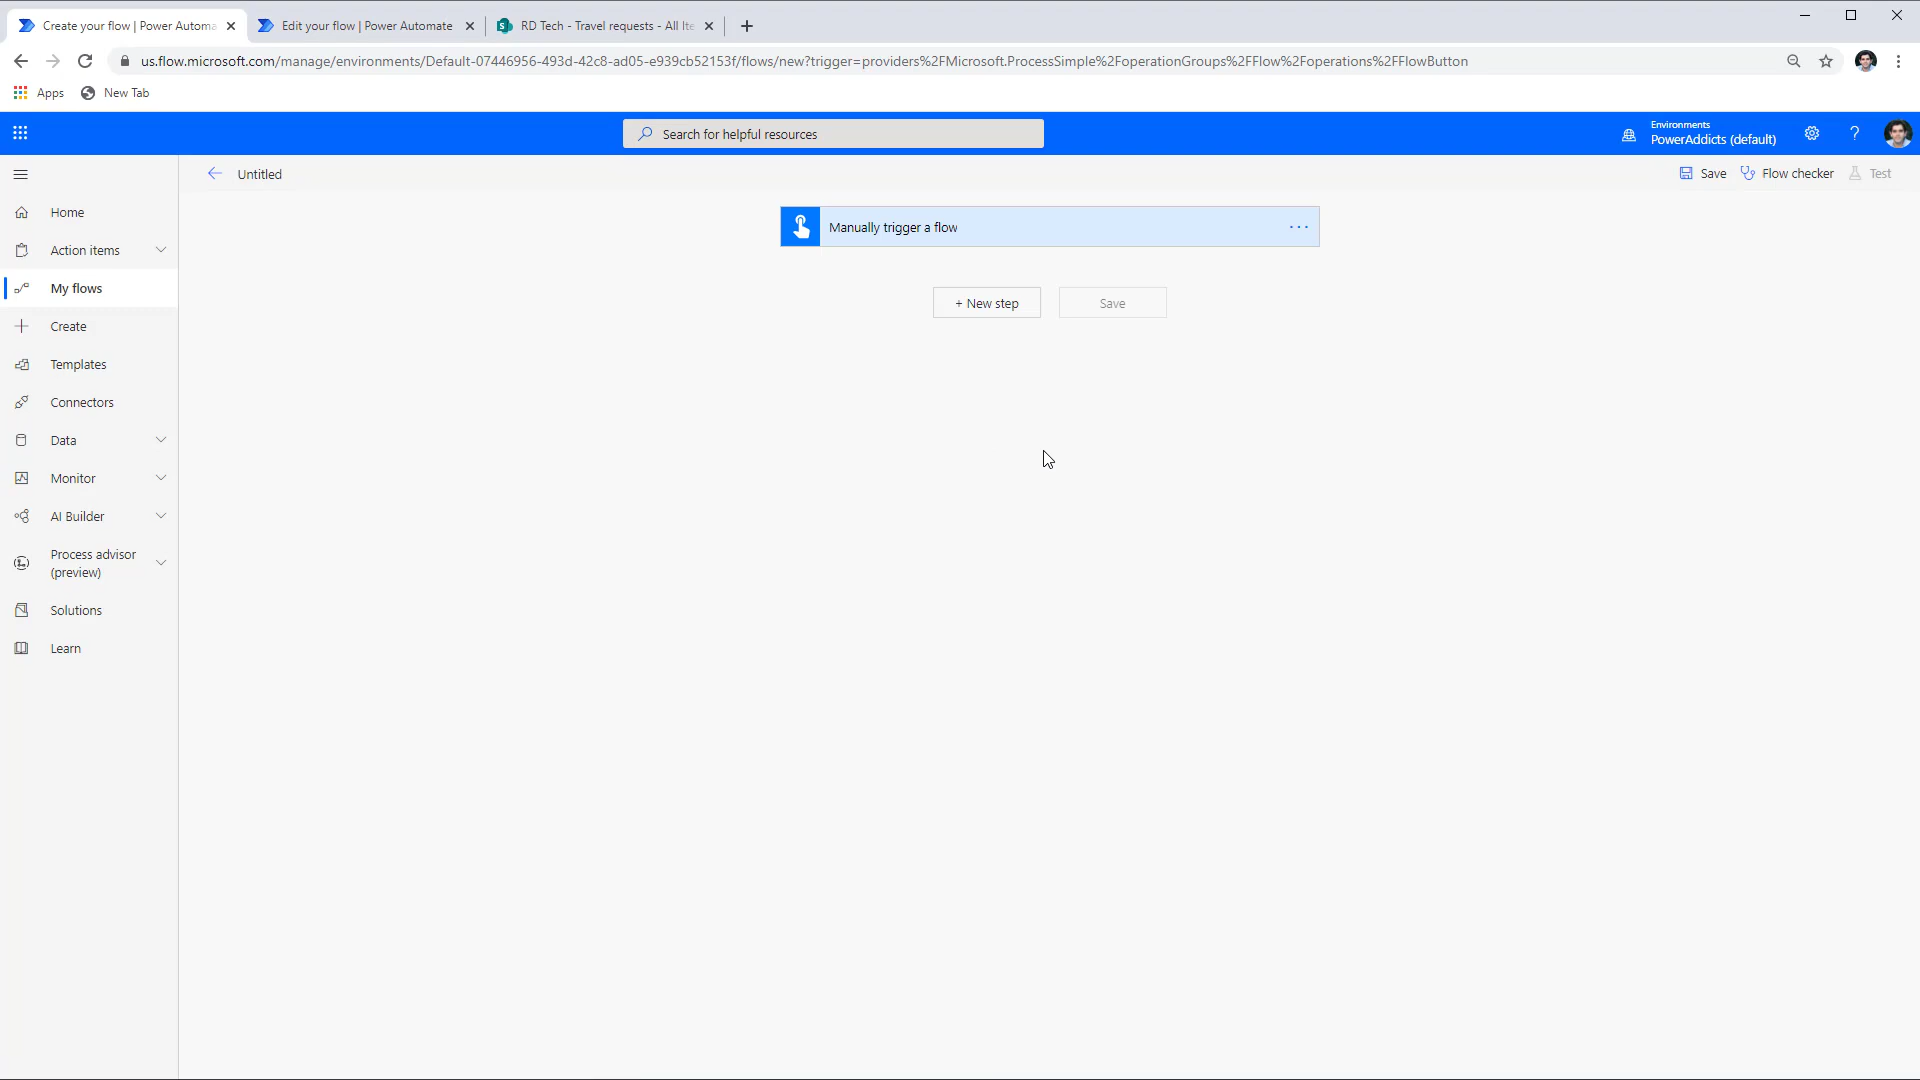 Create your flow | Power Automa
Edit your flow | Power Automate
RD Tech - Travel requests - All Ite
us.flow.microsoft.com/manage/environments/Default-07446956-493d-42c8-ad05-e939cb52153f/flows/new?trigger=providers%2FMicrosoft.ProcessSimple%2FoperationGroups%2FFlow%2Foperations%2FFlowButton
Apps
New Tab
Search for helpful resources
Environments
PowerAddicts (default)
?
Untitled
Save
Flow checker
Test
Home
Action items
My flows
Create
Templates
Connectors
Data
Monitor
AI Builder
Process advisor
(preview)
Solutions
Learn
Manually trigger a flow
+ New step
Save